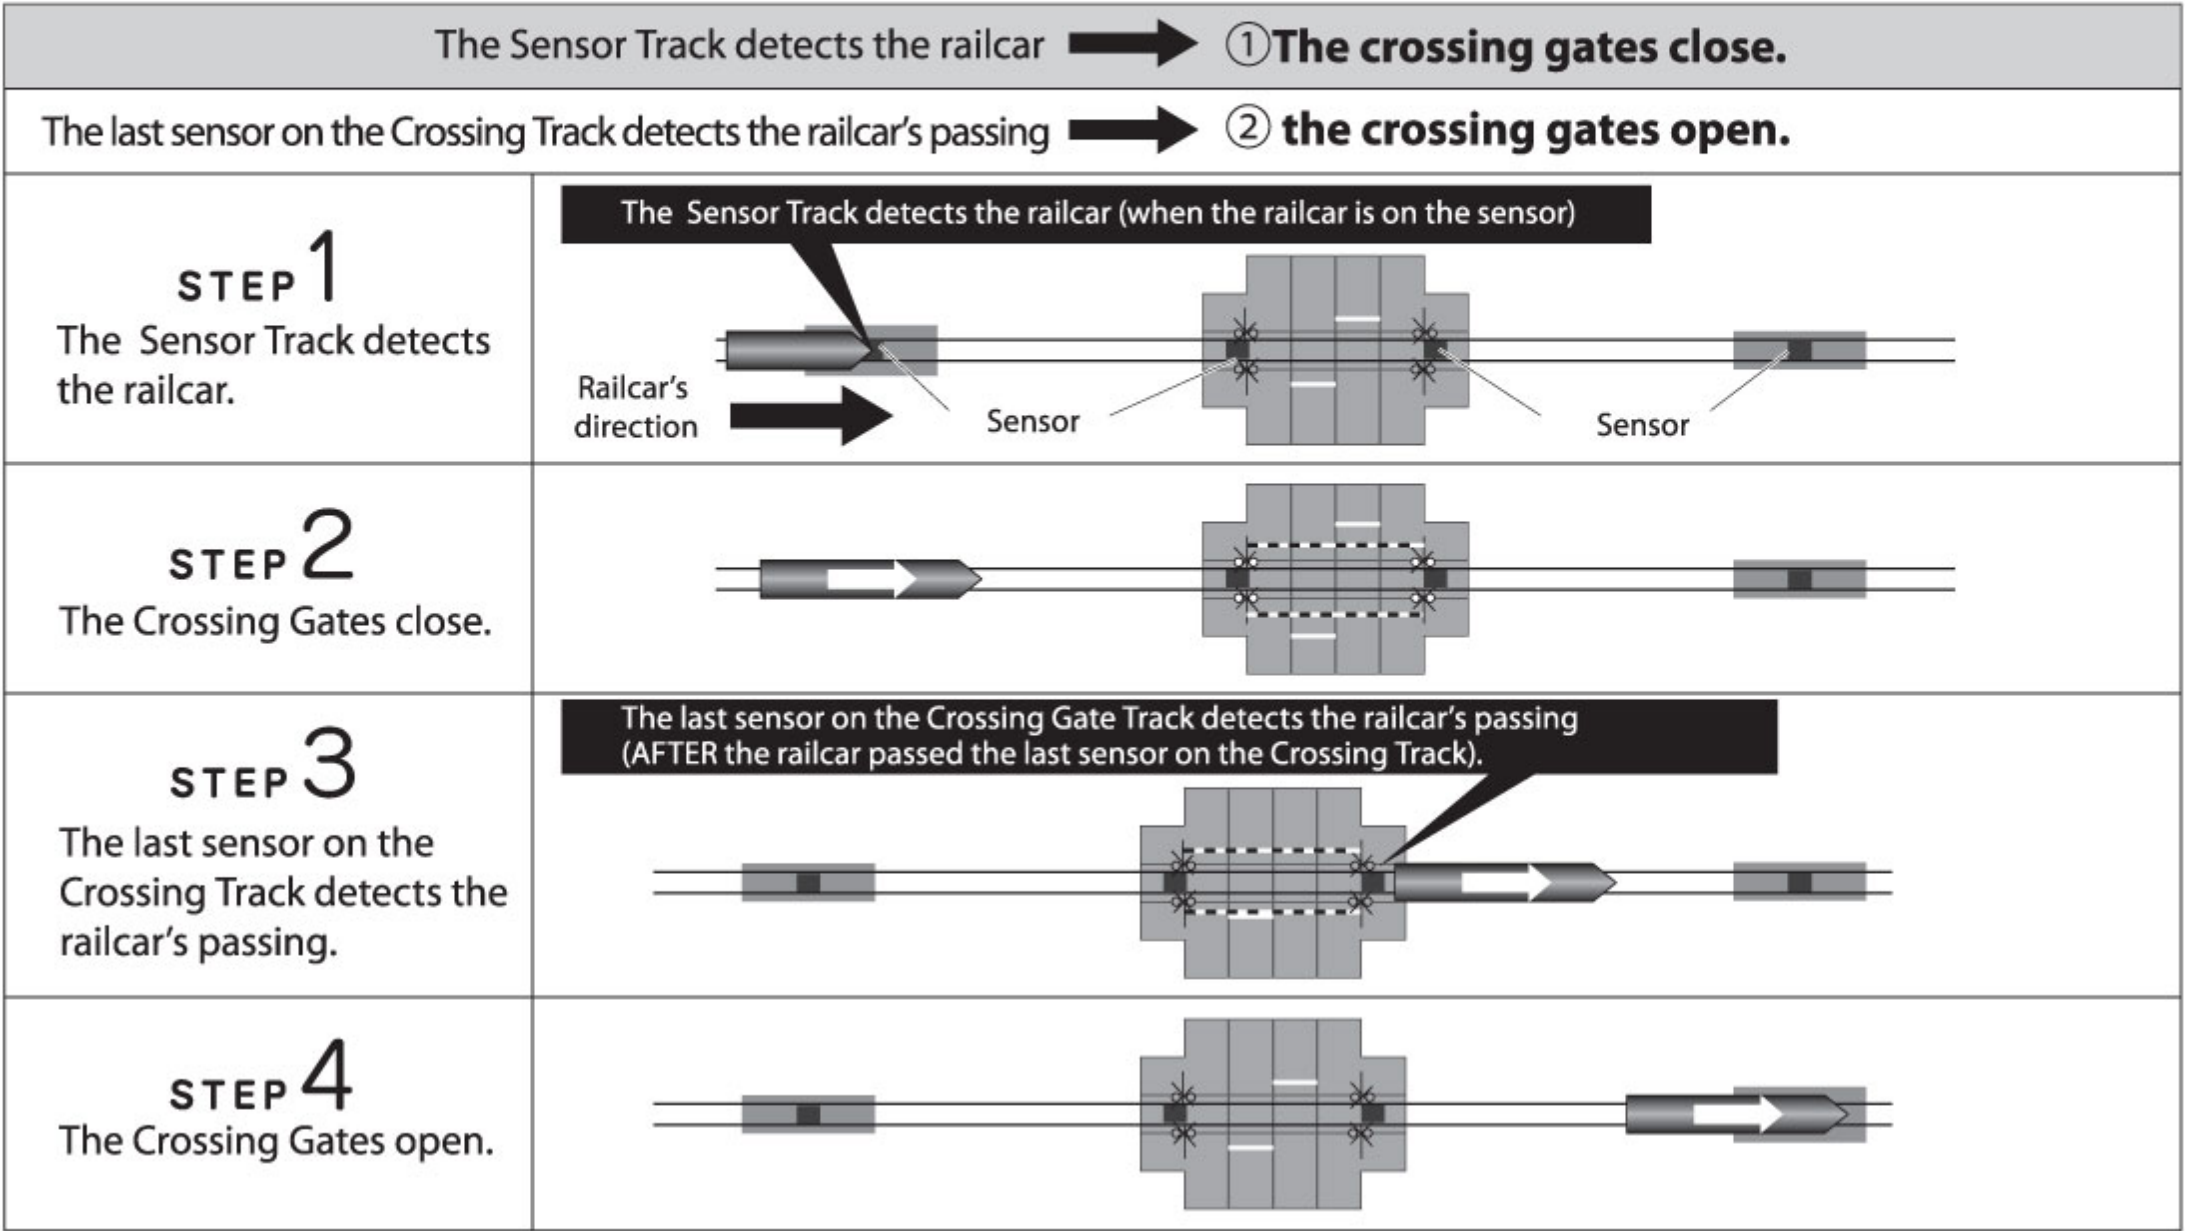 The Sensor Track detects the railcar ①The crossing gates close.
The last sensor on the Crossing Track detects the railcar's passing ② the crossing gates open.
STEP 1
The Sensor Track detects
the railcar.
The Sensor Track detects the railcar (when the railcar is on the sensor)
Railcar's
direction
Sensor
Sensor
STEP 2
The Crossing Gates close.
STEP 3
The last sensor on the
Crossing Track detects the
railcar's passing.
The last sensor on the Crossing Gate Track detects the railcar's passing
(AFTER the railcar passed the last sensor on the Crossing Track).
STEP 4
The Crossing Gates open.